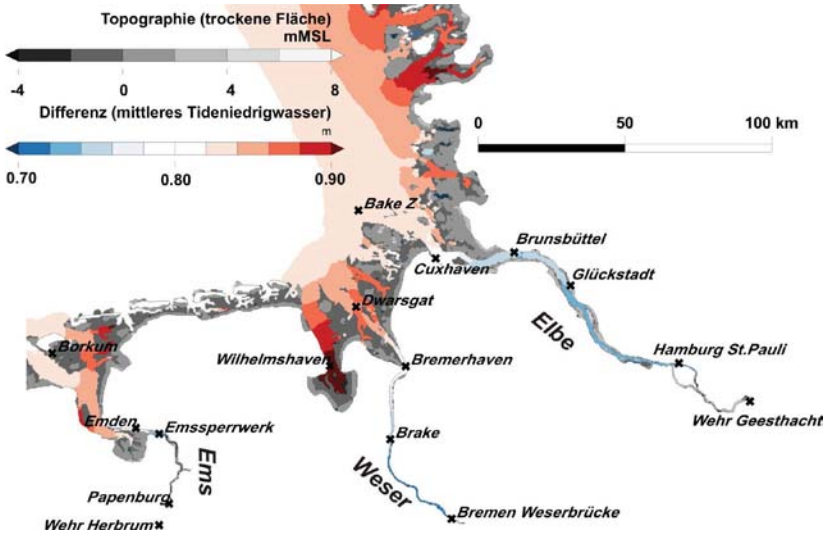 Topographie (trockene Fläche)
mMSL
-4 0 4 8
Differenz (mittleres Tideniedrigwasser)
m
0.70 0.80 0.90
0 50 100 km
Bake Z
Brunsbüttel
Cuxhaven
Glückstadt
Dwarsgat
Elbe
Borkum
Wilhelmshaven
Bremerhaven
Hamburg St.Pauli
Wehr Geesthacht
Emden
Emssperrwerk
Brake
Ems
Weser
Papenburg
Bremen Weserbrücke
Wehr Herbrum